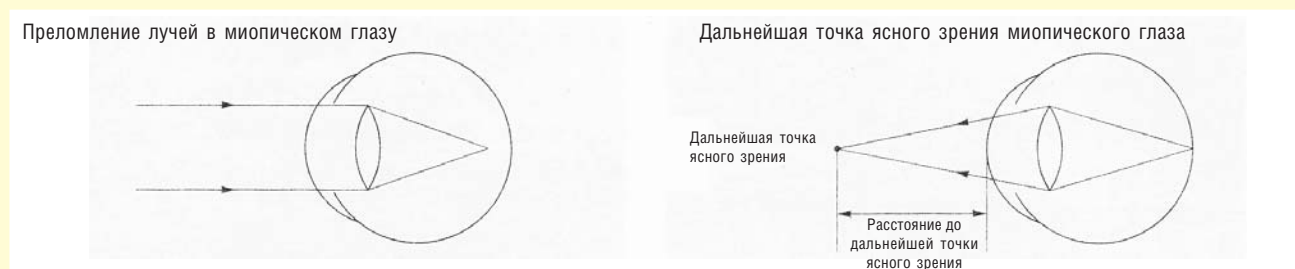 Преломление лучей в миопическом глазу
Дальнейшая точка ясного зрения миопического глаза
Дальнейшая точка
ясного зрения
Расстояние до
дальнейшей точки
ясного зрения